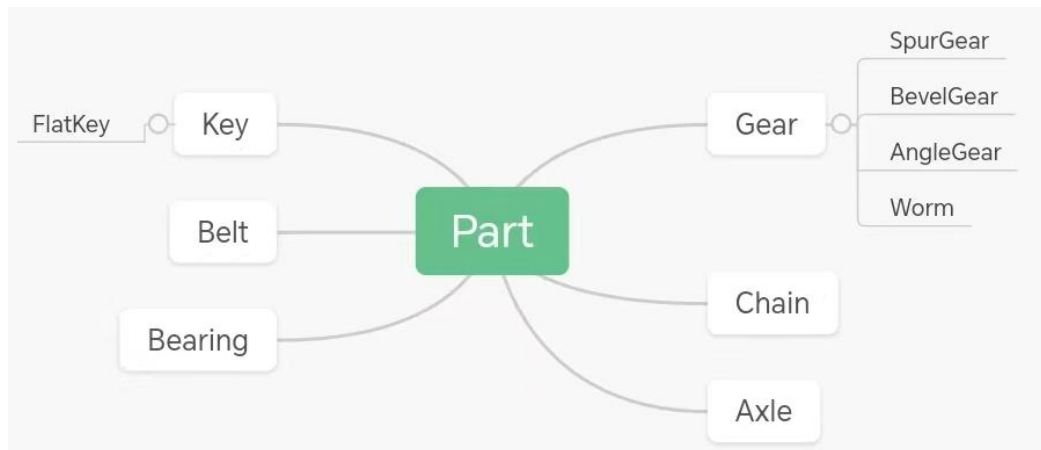 Part
Key
FlatKey
Belt
Bearing
Gear
SpurGear
BevelGear
AngleGear
Worm
Chain
Axle